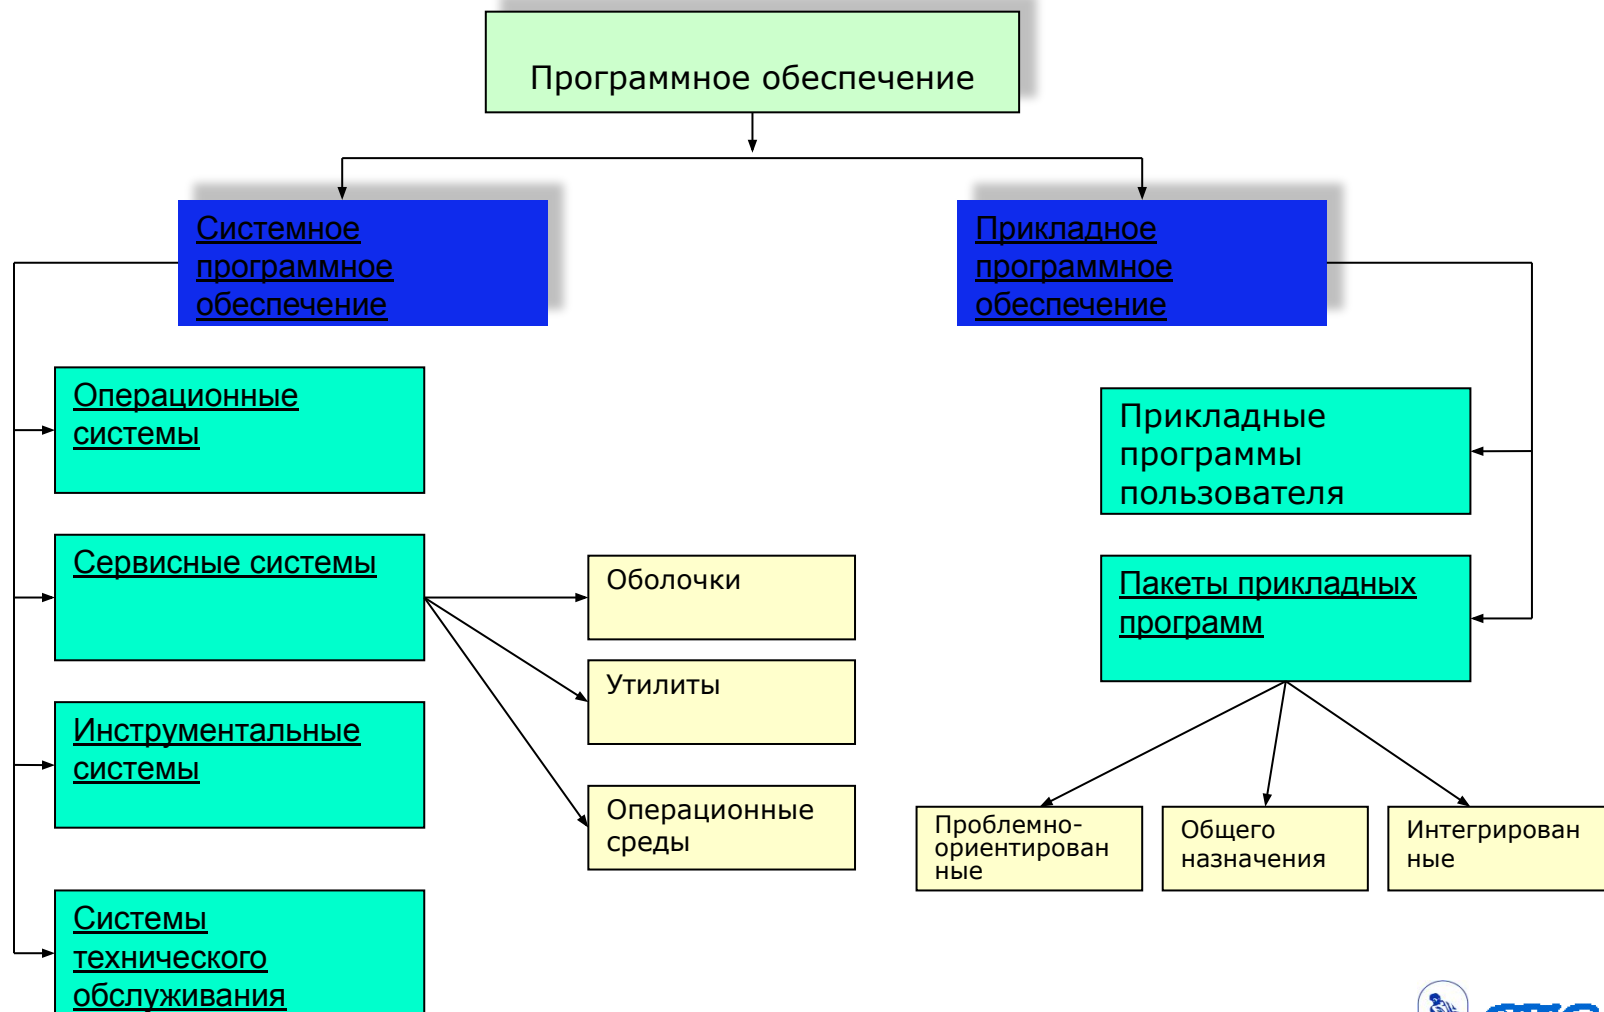 Программное обеспечение
Системное
программное
обеспечение
Прикладное
программное
обеспечение
Операционные
системы
Прикладные
программы
пользователя
Сервисные системы
Оболочки
Пакеты прикладных
программ
Утилиты
Инструментальные
системы
Операционные
среды
Проблемно-
ориентирован
ные
Общего
назначения
Интегрирован
ные
Системы
технического
обслуживания